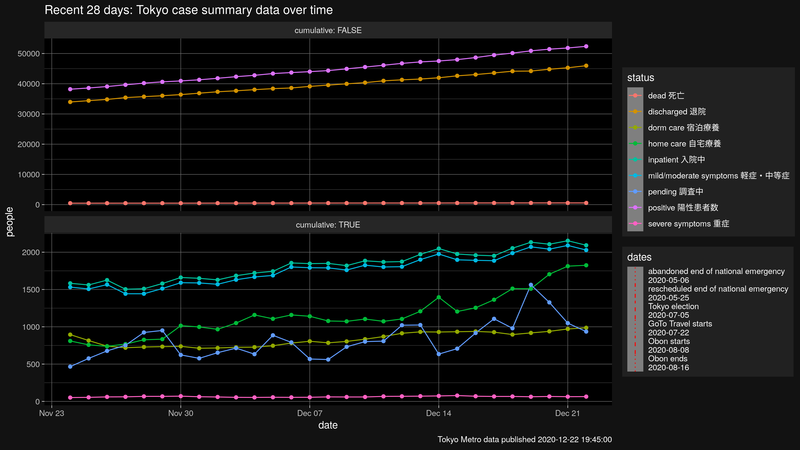 Recent 28 days: Tokyo case summary data over time
cumulative: FALSE
50000
40000
30000
20000
10000
0
people
cumulative: TRUE
2000
1500
1000
500
0
Nov 23
Nov 30
Dec 07
Dec 14
Dec 21
date
Tokyo Metro data published 2020-12-22 19:45:00
status
dead 死亡
discharged 退院
dorm care 宿泊療養
home care 自宅療養
inpatient 入院中
mild/moderate symptoms 軽症・中等症
pending 調査中
positive 陽性患者数
severe symptoms 重症
dates
abandoned end of national emergency
2020-05-06
rescheduled end of national emergency
2020-05-25
Tokyo election
2020-07-05
GoTo Travel starts
2020-07-22
Obon starts
2020-08-08
Obon ends
2020-08-16